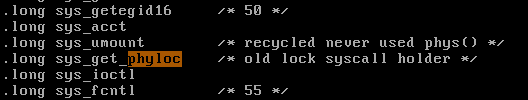 .long sys_getegid16 /* 50 */
.long sys_acct
.long sys_umount /* recycled never used phys() */
.long sys_get_phyloc /* old lock syscall holder */
.long sys_ioctl
.long sys_fcntl /* 55 */